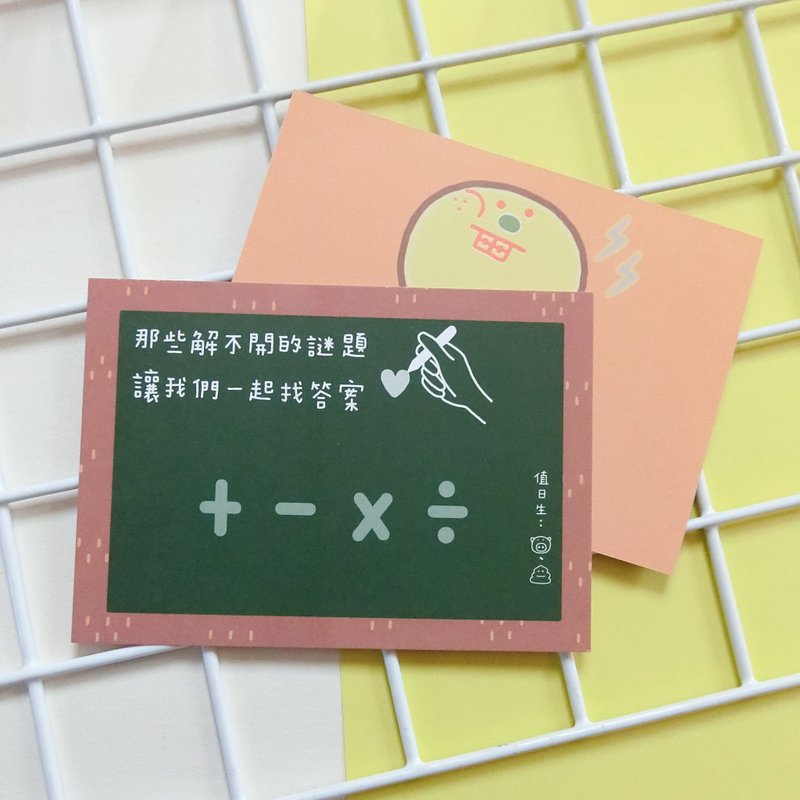 那些解不開的謎題
讓我們一起找答案
+ − × ÷
值日生：